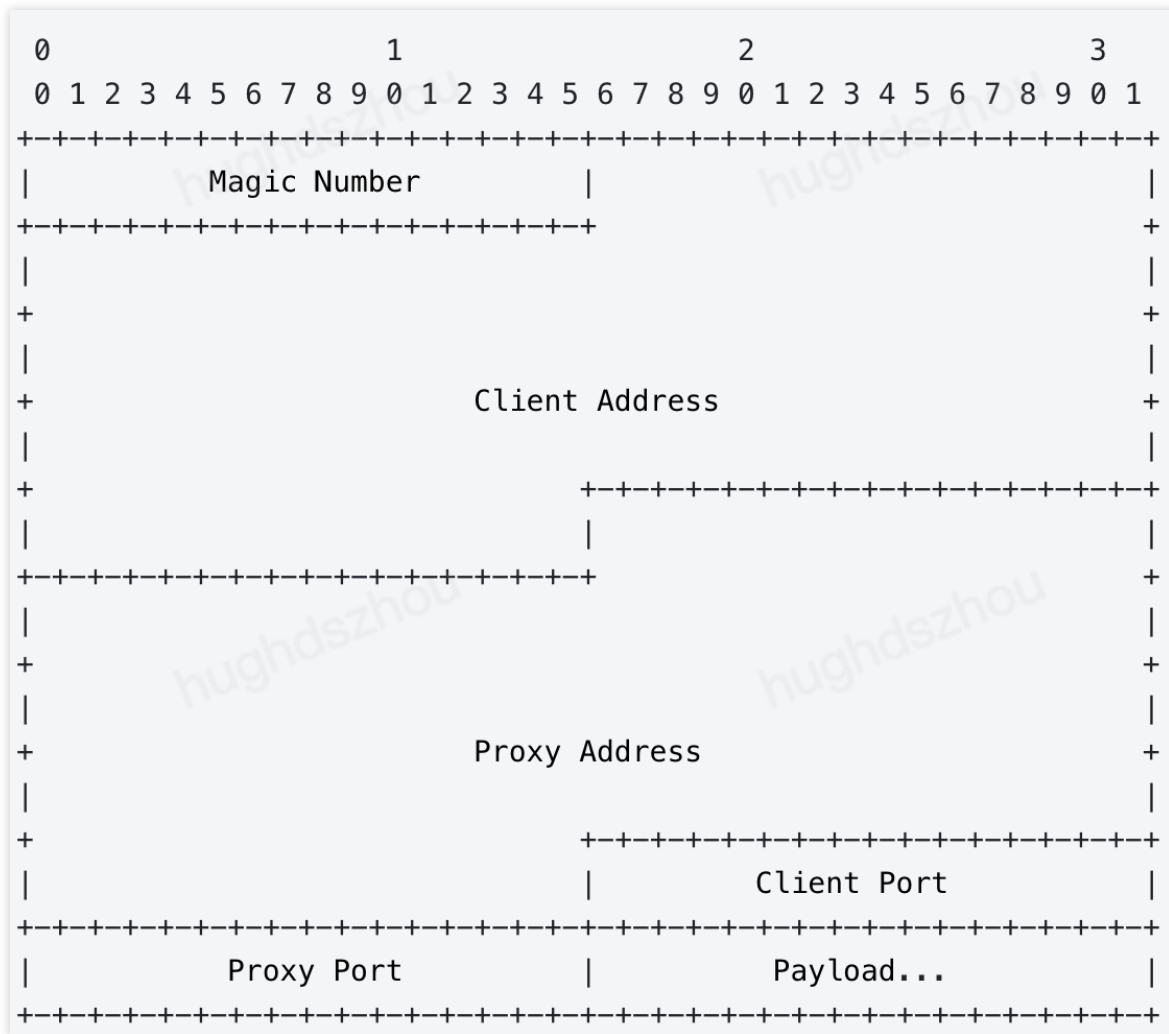 0                   1                   2                   3
 0 1 2 3 4 5 6 7 8 9 0 1 2 3 4 5 6 7 8 9 0 1 2 3 4 5 6 7 8 9 0 1
+-+-+-+-+-+-+-+-+-+-+-+-+-+-+-+-+-+-+-+-+-+-+-+-+-+-+-+-+-+-+-+-+
|          Magic Number         |                               |
+-+-+-+-+-+-+-+-+-+-+-+-+-+-+-+-+                               +
|                                                               |
+                                                               +
|                                                               |
+                         Client Address                        +
|                                                               |
+                               +-+-+-+-+-+-+-+-+-+-+-+-+-+-+-+-+
|                               |                               |
+-+-+-+-+-+-+-+-+-+-+-+-+-+-+-+-+                               +
|                                                               |
+                                                               +
|                                                               |
+                         Proxy Address                         +
|                                                               |
+                               +-+-+-+-+-+-+-+-+-+-+-+-+-+-+-+-+
|                               |         Client Port           |
+-+-+-+-+-+-+-+-+-+-+-+-+-+-+-+-+-+-+-+-+-+-+-+-+-+-+-+-+-+-+-+-+
|           Proxy Port          |          Payload...           |
+-+-+-+-+-+-+-+-+-+-+-+-+-+-+-+-+-+-+-+-+-+-+-+-+-+-+-+-+-+-+-+-+
hughdszhou
hughdszhou
hughdszhou
hughdszhou